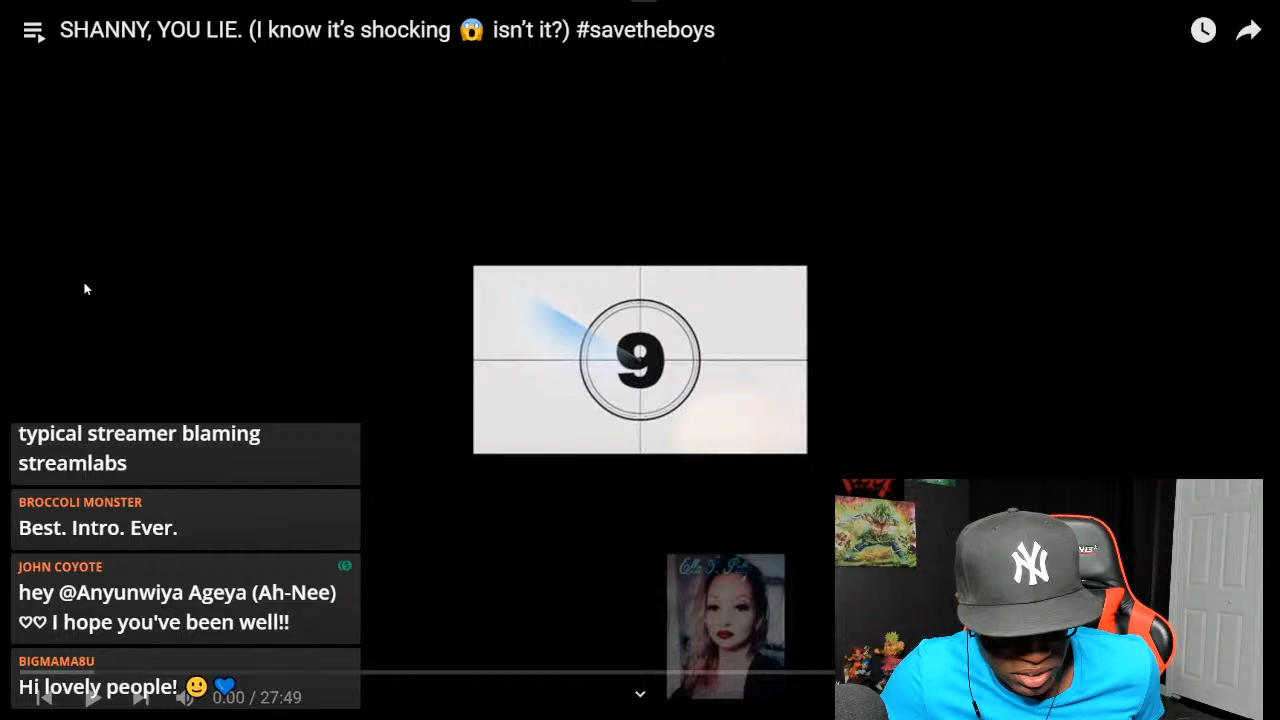 SHANNY, YOU LIE. (I know it’s shocking 😱 isn’t it?) #savetheboys
9
typical streamer blaming
streamlabs
BROCCOLI MONSTER
Best. Intro. Ever.
JOHN COYOTE
hey @Anyunwiya Ageya (Ah-Nee)
♡♡ I hope you've been well!!
BIGMAMA8U
Hi lovely people! 🙂 💙
0:00 / 27:49
NY